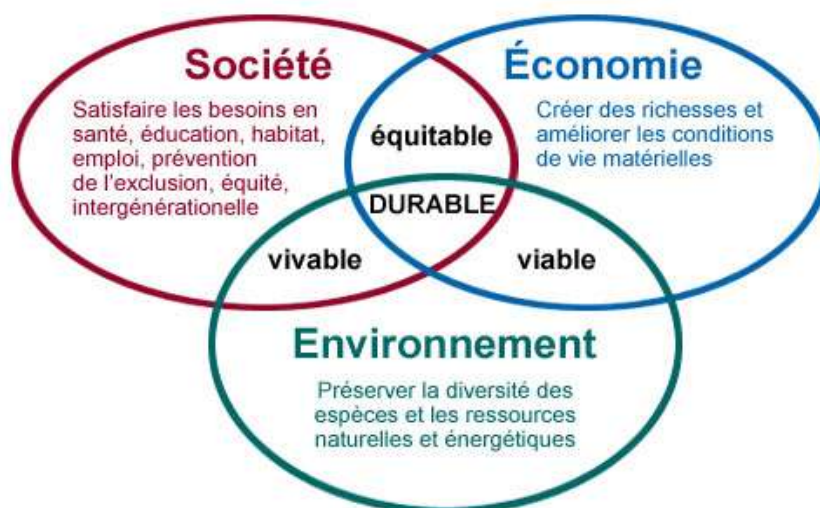 Société
Satisfaire les besoins en
santé, éducation, habitat,
emploi, prévention
de l'exclusion, équité,
intergénérationelle
Économie
Créer des richesses et
améliorer les conditions
de vie matérielles
équitable
DURABLE
vivable
viable
Environnement
Préserver la diversité des
espèces et les ressources
naturelles et énergétiques